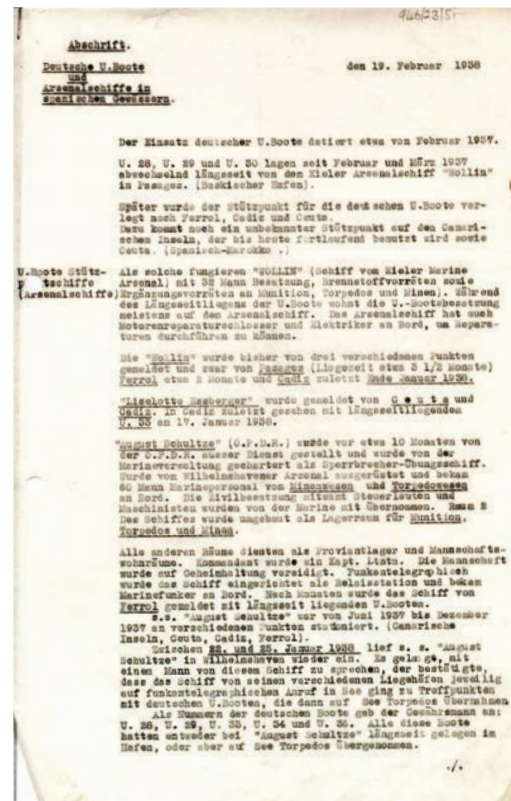 946/23/5
Abschrift.
Deutsche U.Boote
und
Arsenalschiffe in
spanischen Gewässern.
den 19. Februar 1938
Der Einsatz deutscher U.Boote datiert etwa von Februar 1937.
U. 28, U. 29 und U. 30 lagen seit Februar und März 1937
abwechselnd längsseit von dem Kieler Arsenalschiff "Wollin"
in Pasages. (Baskischer Hafen).
Später wurde der Stützpunkt für die deutschen U.Boote ver-
legt nach Ferrol, Cadiz und Ceuta.
Dazu kommt noch ein unbekannter Stützpunkt auf den Canari-
schen Inseln, der bis heute fortlaufend benutzt wird sowie
Ceuta. (Spanisch-Marokko .)
U.Boote Stütz-
p tschiffe
(Arsenalschiffe)
Als solche fungieren "WOLLIN" (Schiff vom Kieler Marine
Arsenal) mit 32 Mann Besatzung, Brennstoffvorräten sowie
Ergänzungsvorräten an Munition, Torpedos und Minen). Während
des Längsseitliegens der U.Boote wohnt die U.-Bootsbesatzung
meistens auf dem Arsenalschiff. Das Arsenalschiff hat auch
Motorenreparaturschlosser und Elektriker an Bord, um Repara-
turen durchführen zu können.
Die "Wollin" wurde bisher von drei verschiedenen Punkten
gemeldet und zwar von Pasages (Liegezeit etwa 3 1/2 Monate)
Ferrol etwa 2 Monate und Cadiz zuletzt Ende Januar 1938.
"Liselotte Essberger" wurde gemeldet von C e u t a und
Cadiz. In Cadiz zuletzt gesehen mit längsseitliegendem
U. 35 an 17. Januar 1938.
"August Schultze" (O.P.D.R.) wurde vor etwa 10 Monaten von
der O.P.D.R. ausser Dienst gestellt und wurde von der
Marineverwaltung gechartert als Sperrbrecher-Übungsschiff.
Wurde vom Wilhelmshavener Arsenal ausgerüstet und bekam
60 Mann Marinepersonal von Minenwesen und Torpedowesen
an Bord. Die Zivilbesatzung mitsamt Steuerleuten und
Maschinisten wurden von der Marine mit übernommen. Raum 2
Des Schiffes wurde umgebaut als Lagerraum für Munition,
Torpedos und Minen.
Alle anderen Räume dienten als Proviantlager und Mannschafts-
wohnräume. Kommandant wurde ein Kapt. Lintn. Die Mannschaft
wurde auf Geheimhaltung vereidigt. Funkentelegraphisch
wurde das Schiff eingerichtet als Relaisstation und bekam
Marinefunker an Bord. Nach Monaten wurde das Schiff von
Ferrol gemeldet mit längsseit liegenden U.Booten.
s.s. "August Schultze" war von Juni 1937 bis Dezember
1937 an verschiedenen Punkten stationiert. (Canarische
Inseln, Ceuta, Cadiz, Ferrol).
Zwischen 22. und 25. Januar 1938 lief s. s. "August
Schultze" in Wilhelmshaven wieder ein. Es gelang, mit
einem Mann von diesem Schiff zu sprechen, der bestätigte,
dass das Schiff von seinen verschiedenen Liegehäfen jeweilig
auf funkentelegraphischen Anruf in See ging zu Treffpunkten
mit deutschen U.Booten, die dann auf See Torpedos übernahmen
Als Nummern der deutschen Boote gab der Gewährsmann an:
U. 28, U. 29, U. 33, U. 34 und U. 35. Alle diese Boote
hatten entweder bei "August Schultze" längsseit gelegen im
Hafen, oder aber auf See Torpedos übergenommen.
./.